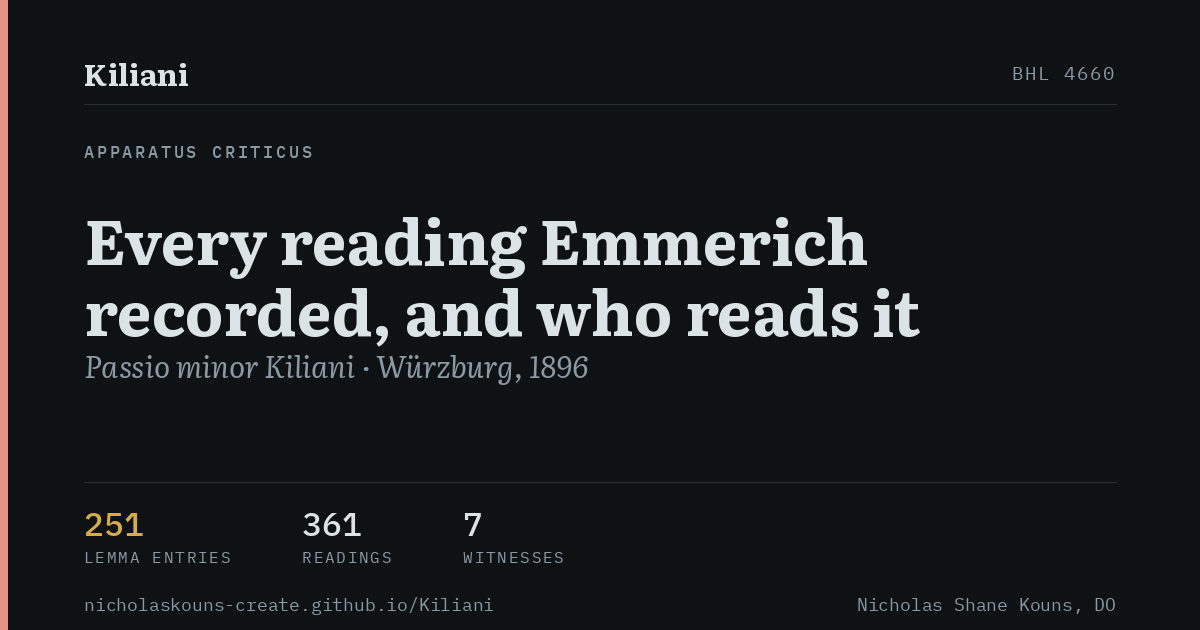 Kiliani
BHL 4660
APPARATUS CRITICUS
Every reading Emmerich
recorded, and who reads it
Passio minor Kiliani · Würzburg, 1896
251
361
7
LEMMA ENTRIES
READINGS
WITNESSES
nicholaskouns-create.github.io/Kiliani
Nicholas Shane Kouns, DO